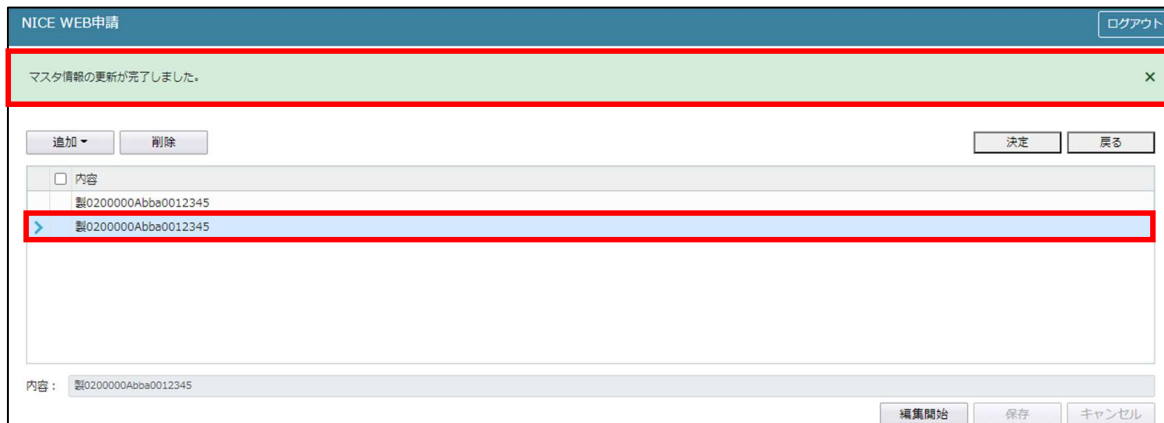 NICE WEB申請 ログアウト
マスタ情報の更新が完了しました。 ×
追加 削除 決定 戻る
内容
製0200000Abba0012345
製0200000Abba0012345
内容： 製0200000Abba0012345
編集開始 保存 キャンセル